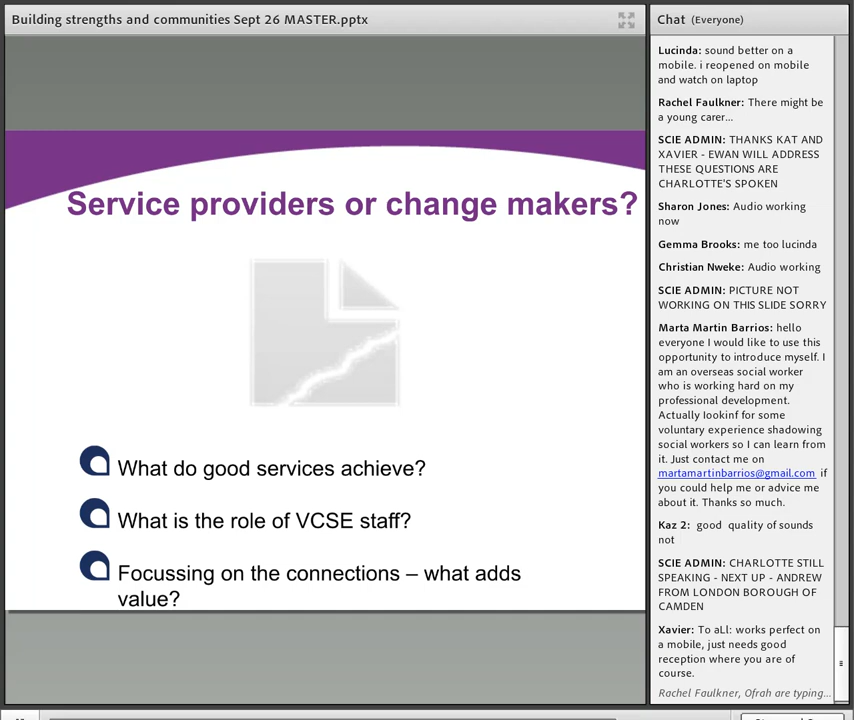 Building strengths and communities Sept 26 MASTER.pptx
Service providers or change makers?
What do good services achieve?
What is the role of VCSE staff?
Focussing on the connections – what adds
value?
Chat (Everyone)
Lucinda: sound better on a
mobile. i reopened on mobile
and watch on laptop
Rachel Faulkner: There might be
a young carer...
SCIE ADMIN: THANKS KAT AND
XAVIER - EWAN WILL ADDRESS
THESE QUESTIONS ARE
CHARLOTTE'S SPOKEN
Sharon Jones: Audio working
now
Gemma Brooks: me too lucinda
Christian Nweke: Audio working
SCIE ADMIN: PICTURE NOT
WORKING ON THIS SLIDE SORRY
Marta Martin Barrios: hello
everyone I would like to use this
opportunity to introduce myself. I
am an overseas social worker
who is working hard on my
professional development.
Actually lookinf for some
voluntary experience shadowing
social workers so I can learn from
it. Just contact me on
martamartinbarrios@gmail.com if
you could help me or advice me
about it. Thanks so much.
Kaz 2: good quality of sounds
not
SCIE ADMIN: CHARLOTTE STILL
SPEAKING - NEXT UP - ANDREW
FROM LONDON BOROUGH OF
CAMDEN
Xavier: To aLl: works perfect on
a mobile, just needs good
reception where you are of
course.
Rachel Faulkner, Ofrah are typing...